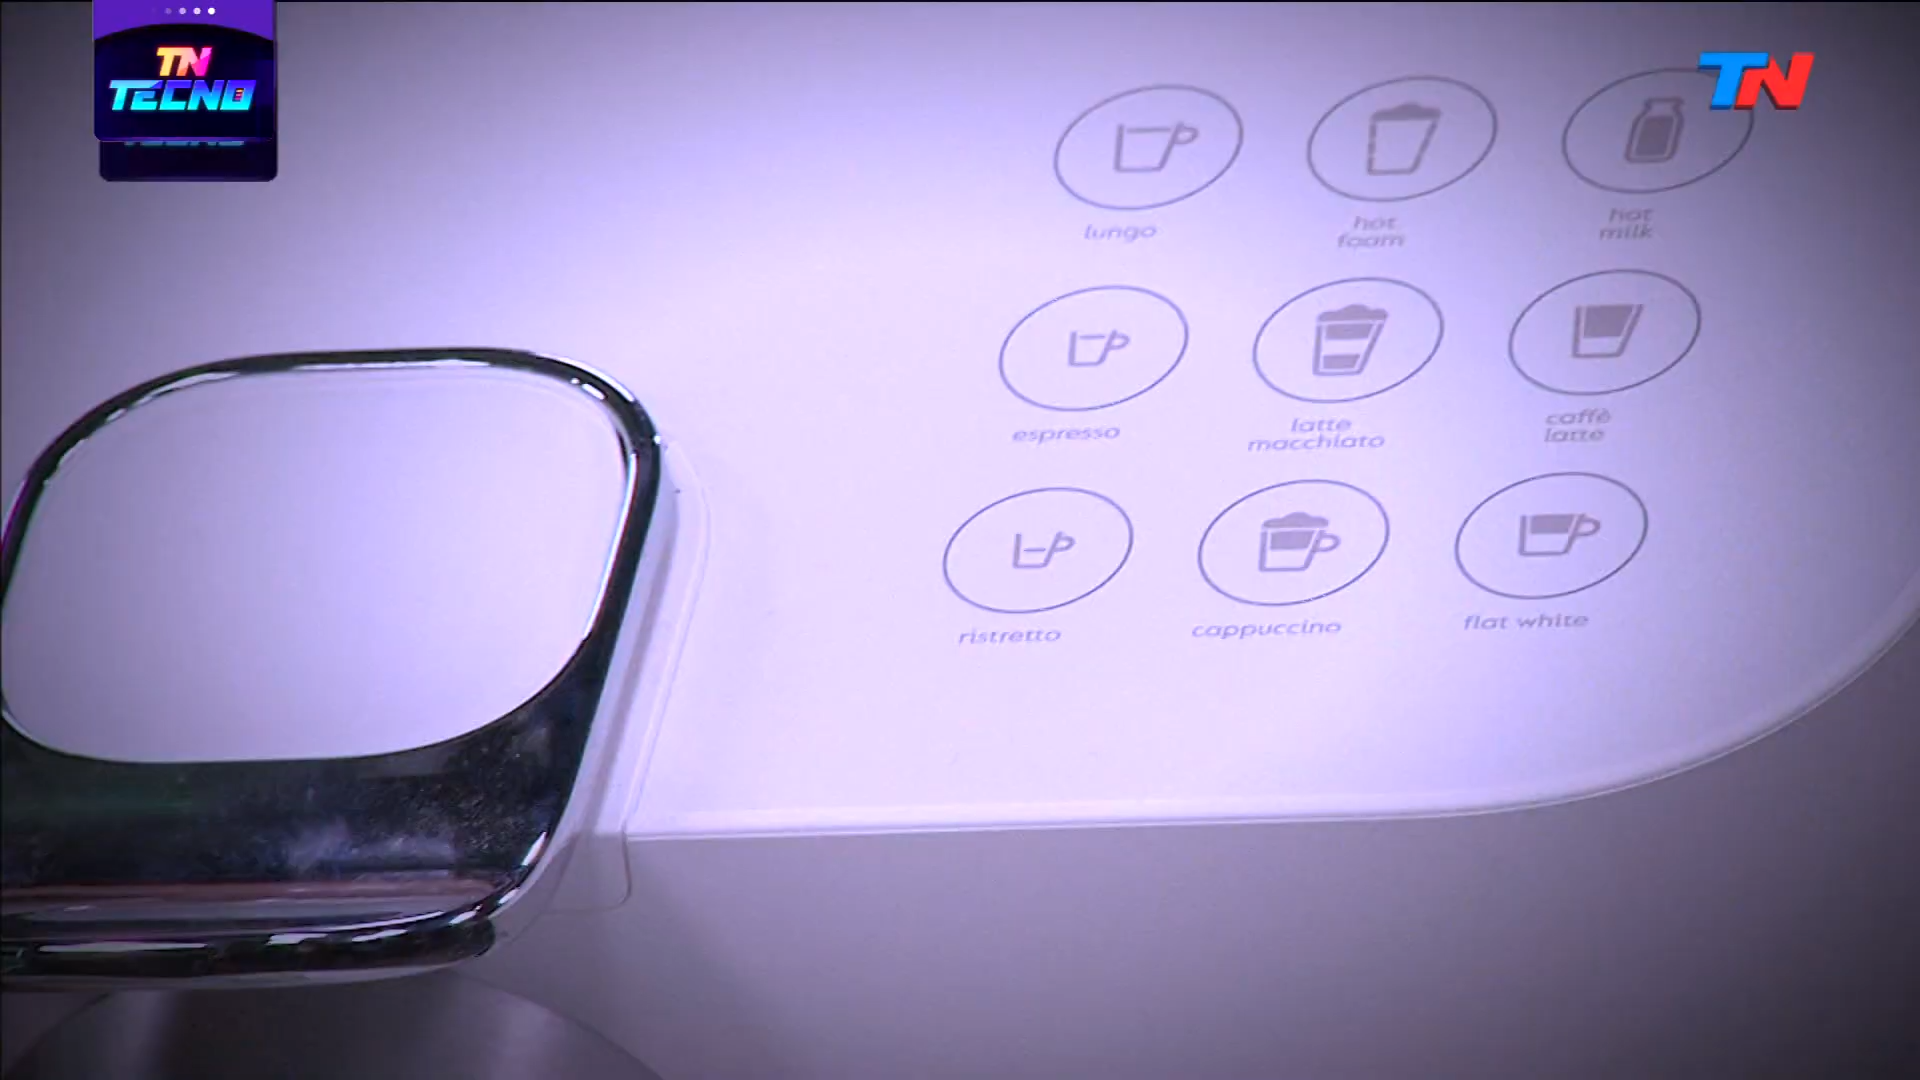 TN
TECNO
TN
lungo
hot
foam
hot
milk
espresso
latte
macchiato
caffè
latte
ristretto
cappuccino
flat white